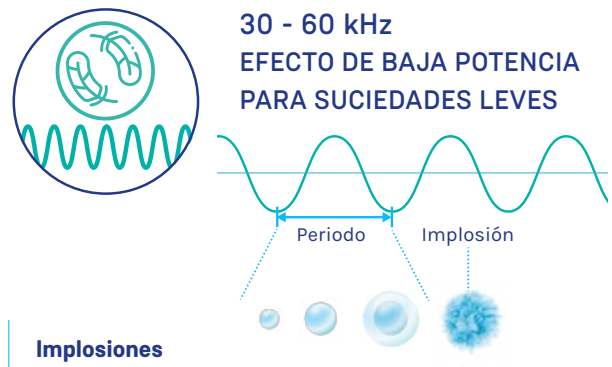 30 - 60 kHz
EFECTO DE BAJA POTENCIA
PARA SUCIEDADES LEVES
Periodo
Implosión
Implosiones